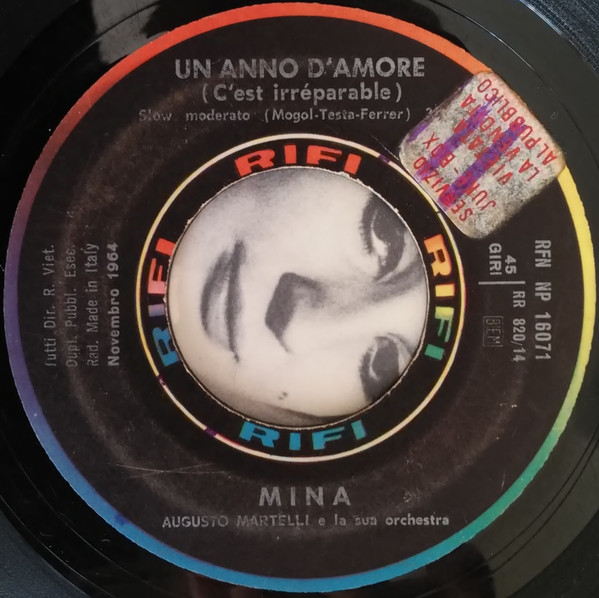 UN ANNO D'AMORE
(C'est irréparable)
Slow moderato (Mogol-Testa-Ferrer)
SERVIZIO
JUKE-BOX
VIETATA
LA VENDITA
AL PUBBLICO
RIFI
RIFI
RIFI
RIFI
Tutti Dir. R. Viet.
Dupl. Pubbl. Esec.
Rad. Made in Italy
Novembre 1964
RFN NP 16071
45
GIRI
RR 820/14
BEM
MINA
AUGUSTO MARTELLI e la sua orchestra